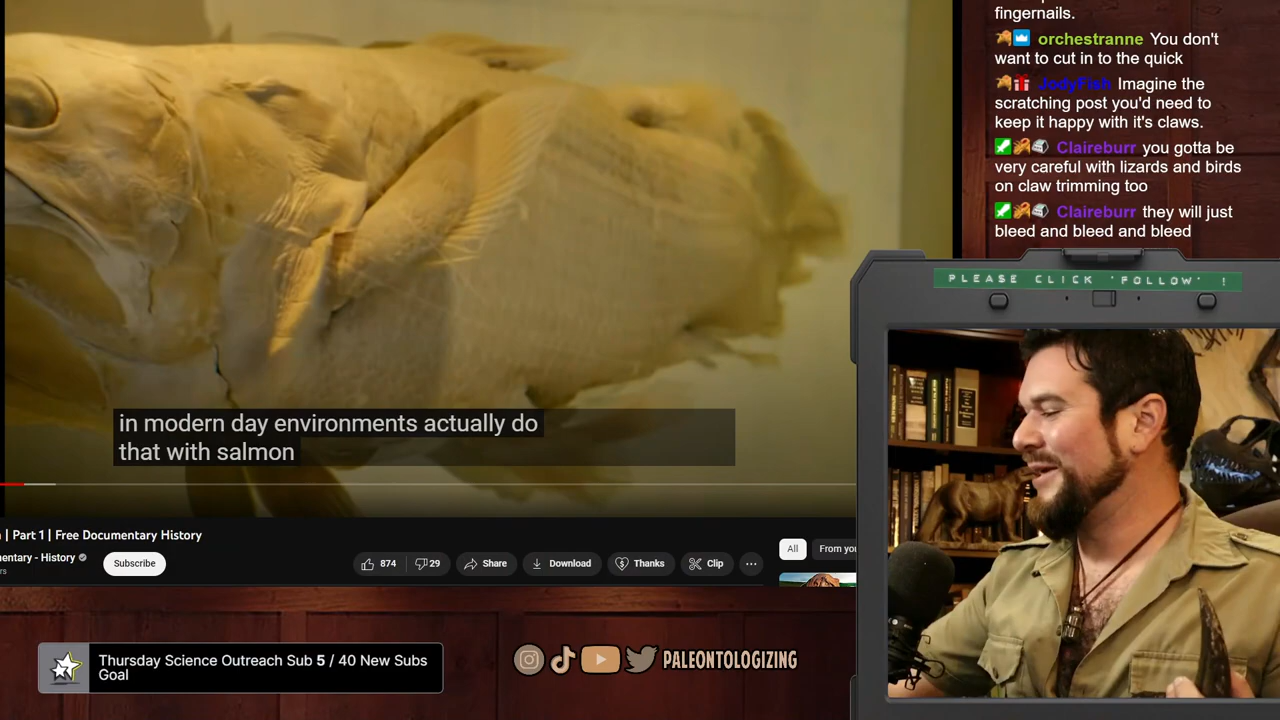 fingernails.
orchestranne You don't
want to cut in to the quick
JodyFish Imagine the
scratching post you'd need to
keep it happy with it's claws.
Claireburr you gotta be
very careful with lizards and birds
on claw trimming too
Claireburr they will just
bleed and bleed and bleed
PLEASE CLICK 'FOLLOW' !
in modern day environments actually do
that with salmon
| Part 1 | Free Documentary History
mentary - History
Subscribe
874
29
Share
Download
Thanks
Clip
All
From you
Thursday Science Outreach Sub 5 / 40 New Subs
Goal
PALEONTOLOGIZING